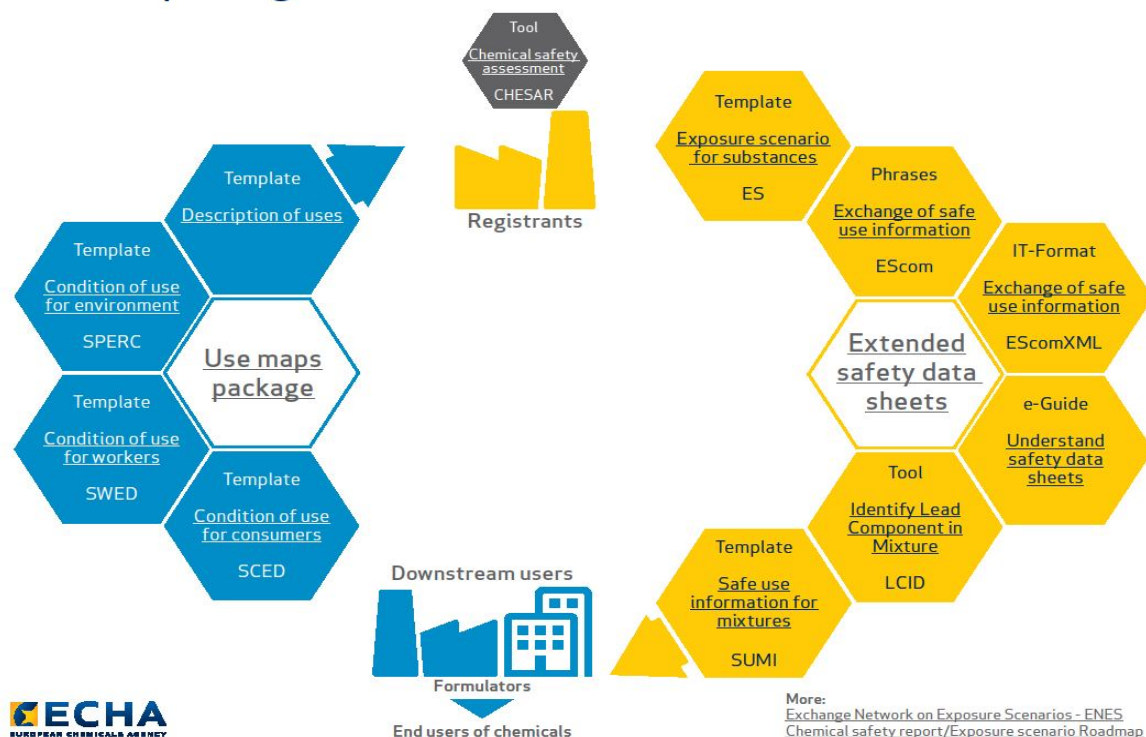 Tool
Chemical safety
assessment
CHESAR
Registrants
Template
Description of uses
Template
Condition of use
for environment
SPERC
Use maps
package
Template
Condition of use
for workers
SWED
Template
Condition of use
for consumers
SCED
Template
Exposure scenario
for substances
ES
Phrases
Exchange of safe
use information
EScom
IT-Format
Exchange of safe
use information
EScomXML
Extended
safety data
sheets
e-Guide
Understand
safety data
sheets
Tool
Identify Lead
Component in
Mixture
LCID
Template
Safe use
information for
mixtures
SUMI
Downstream users
Formulators
End users of chemicals
ECHA
EUROPEAN CHEMICALS AGENCY
More:
Exchange Network on Exposure Scenarios - ENES
Chemical safety report/Exposure scenario Roadmap